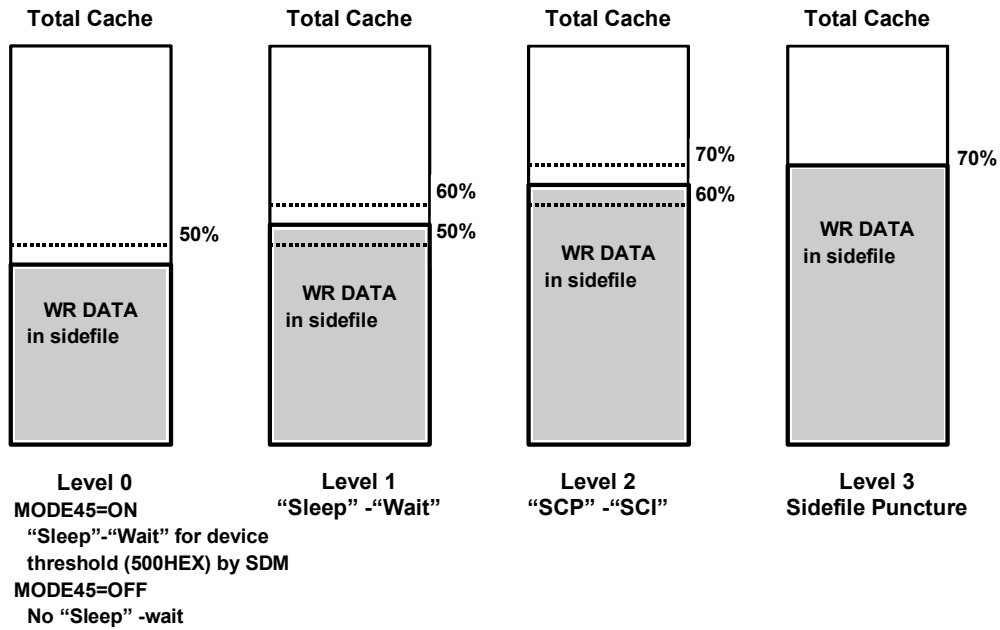 Total Cache
Total Cache
Total Cache
Total Cache
50%
60%
50%
70%
60%
70%
WR DATA
in sidefile
WR DATA
in sidefile
WR DATA
in sidefile
WR DATA
in sidefile
Level 0
MODE45=ON
“Sleep”-“Wait” for device
threshold (500HEX) by SDM
MODE45=OFF
No “Sleep” -wait
Level 1
“Sleep” -“Wait”
Level 2
“SCP” -“SCI”
Level 3
Sidefile Puncture